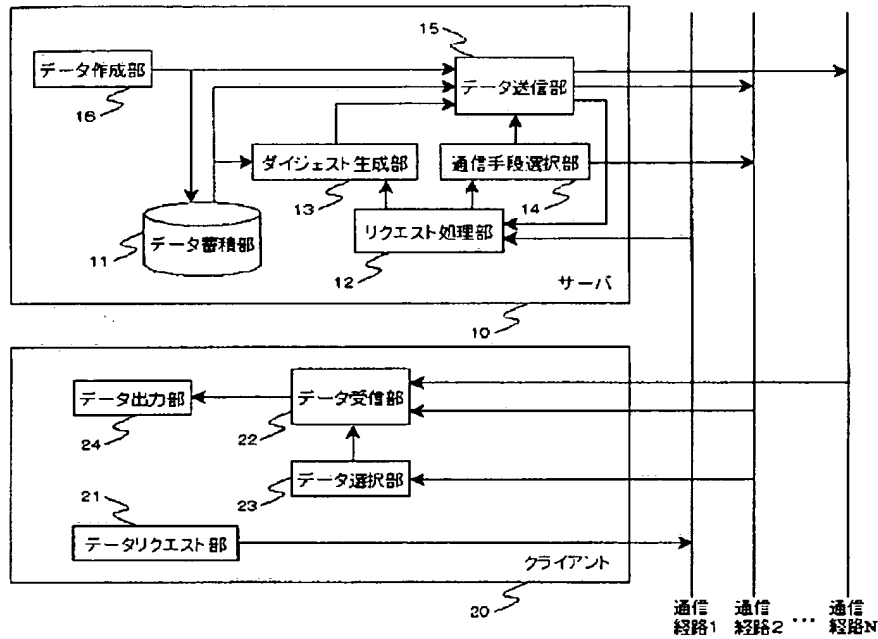 15
データ作成部
データ送信部
16
ダイジェスト生成部
通信手段選択部
13
14
データ蓄積部
リクエスト処理部
11
12
サーバ
10
データ出力部
データ受信部
24
22
データ選択部
23
21
データリクエスト部
クライアント
20
通信
経路1
通信
経路2
…
通信
経路N